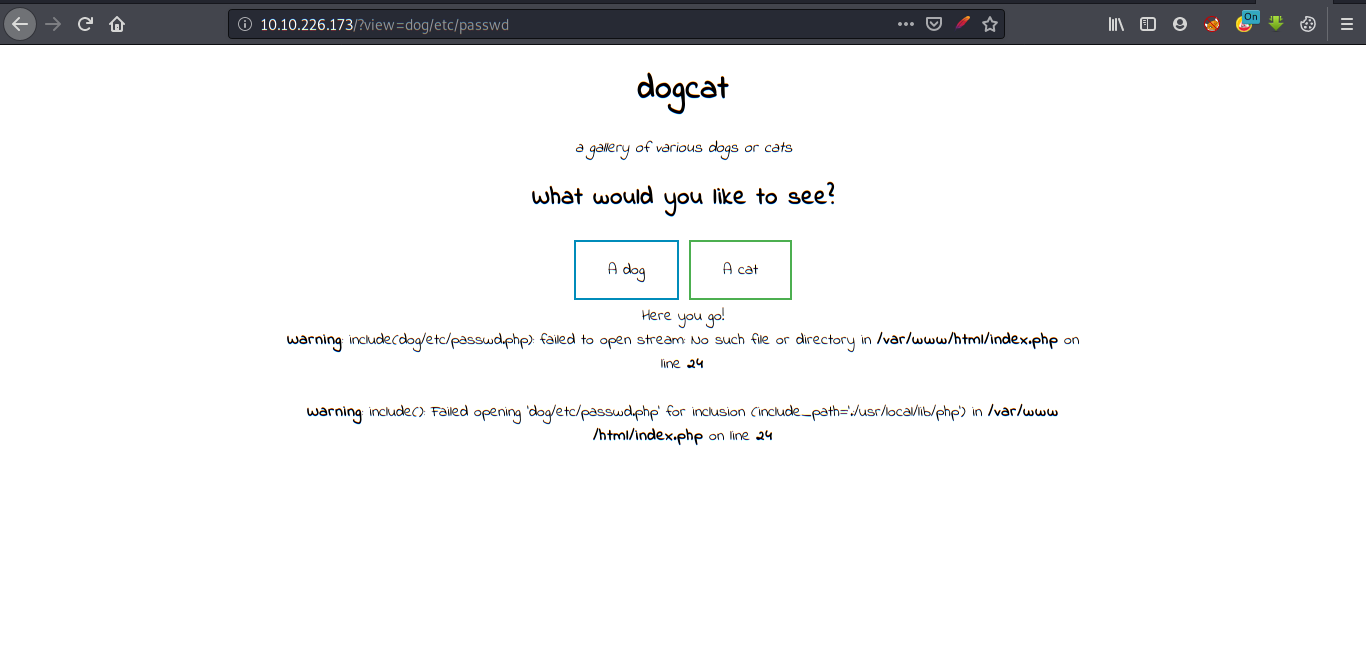 10.10.226.173/?view=dog/etc/passwd
On
dogcat
a gallery of various dogs or cats
What would you like to see?
A dog
A cat
Here you go!
Warning: include(dog/etc/passwd.php): failed to open stream: No such file or directory in /var/www/html/index.php on
line 24
Warning: include(): Failed opening 'dog/etc/passwd.php' for inclusion (include_path='.:/usr/local/lib/php') in /var/www
/html/index.php on line 24